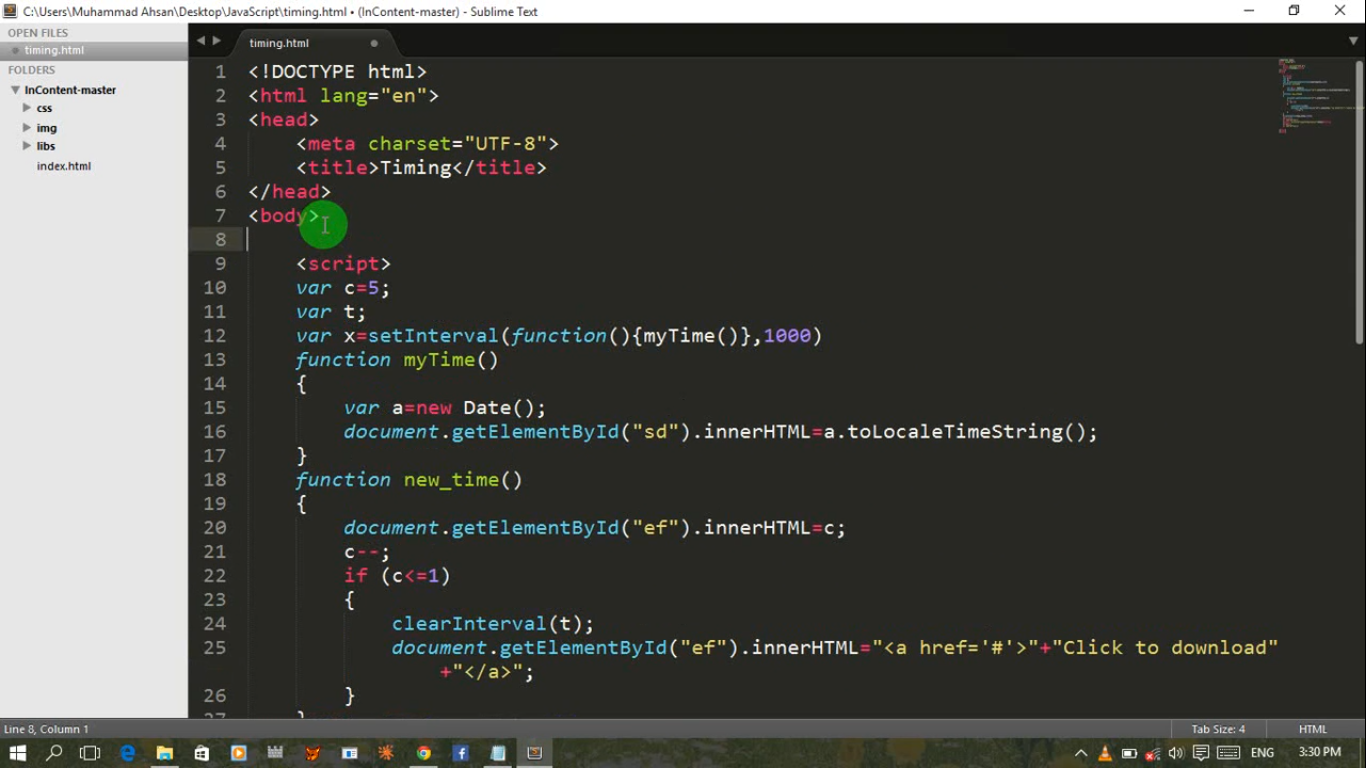 C:\Users\Muhammad Ahsan\Desktop\JavaScript\timing.html • (InContent-master) - Sublime Text
OPEN FILES
timing.html
FOLDERS
InContent-master
css
img
libs
index.html
timing.html
1 <!DOCTYPE html>
2 <html lang="en">
3 <head>
4 <meta charset="UTF-8">
5 <title>Timing</title>
6 </head>
7 <body>
8
9 <script>
10 var c=5;
11 var t;
12 var x=setInterval(function(){myTime()},1000)
13 function myTime()
14 {
15 var a=new Date();
16 document.getElementById("sd").innerHTML=a.toLocaleTimeString();
17 }
18 function new_time()
19 {
20 document.getElementById("ef").innerHTML=c;
21 c--;
22 if (c<=1)
23 {
24 clearInterval(t);
25 document.getElementById("ef").innerHTML="<a href='#'>"+"Click to download"
+"</a>";
26 }
Line 8, Column 1
Tab Size: 4
HTML
ENG
3:30 PM